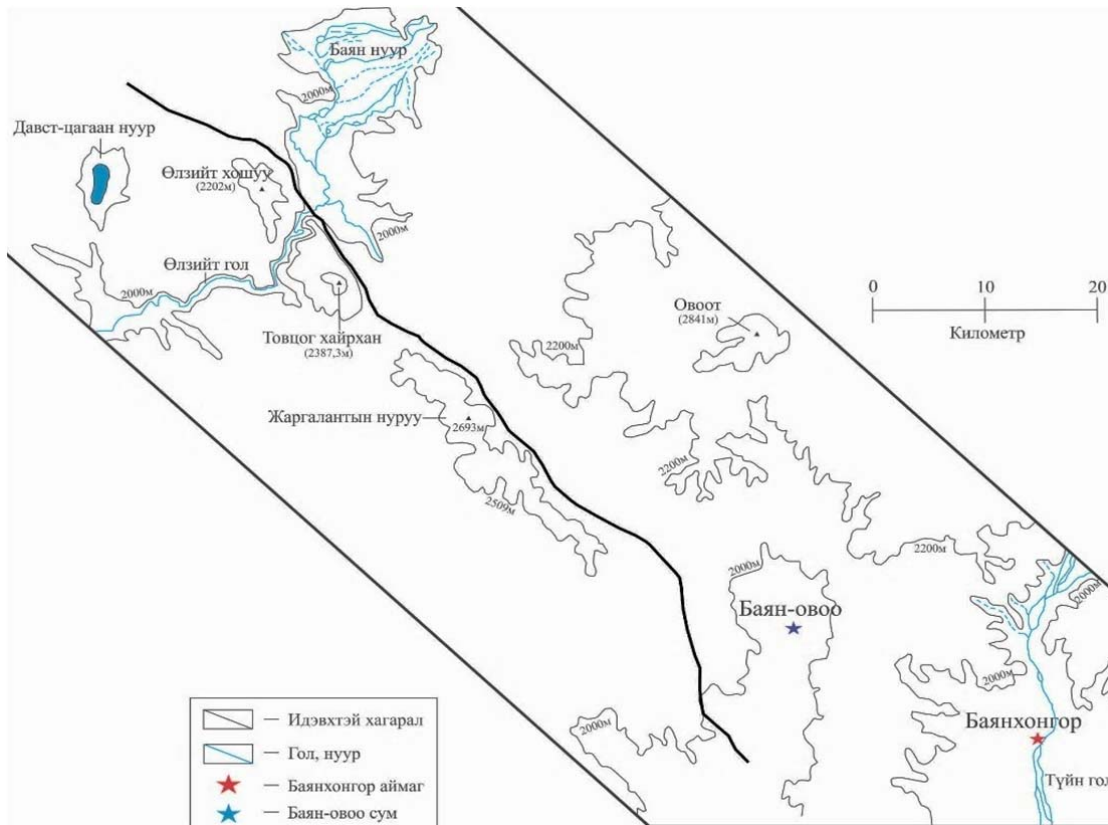 Баян нуур
2000м
Давст-цагаан нуур
Өлзийт хошуу
(2202м)
2000м
Өлзийт гол
2000м
Товцог хайрхан
(2387,3м)
Овоот
(2841м)
0 10 20
Километр
2200м
Жаргалантын нуруу
2693м
2200м
2509м
2200м
2000м
2000м
Баян-овоо
2000м
Баянхонгор
2000м
Түйн гол
Идэвхтэй хагарал
Гол, нуур
Баянхонгор аймаг
Баян-овоо сум